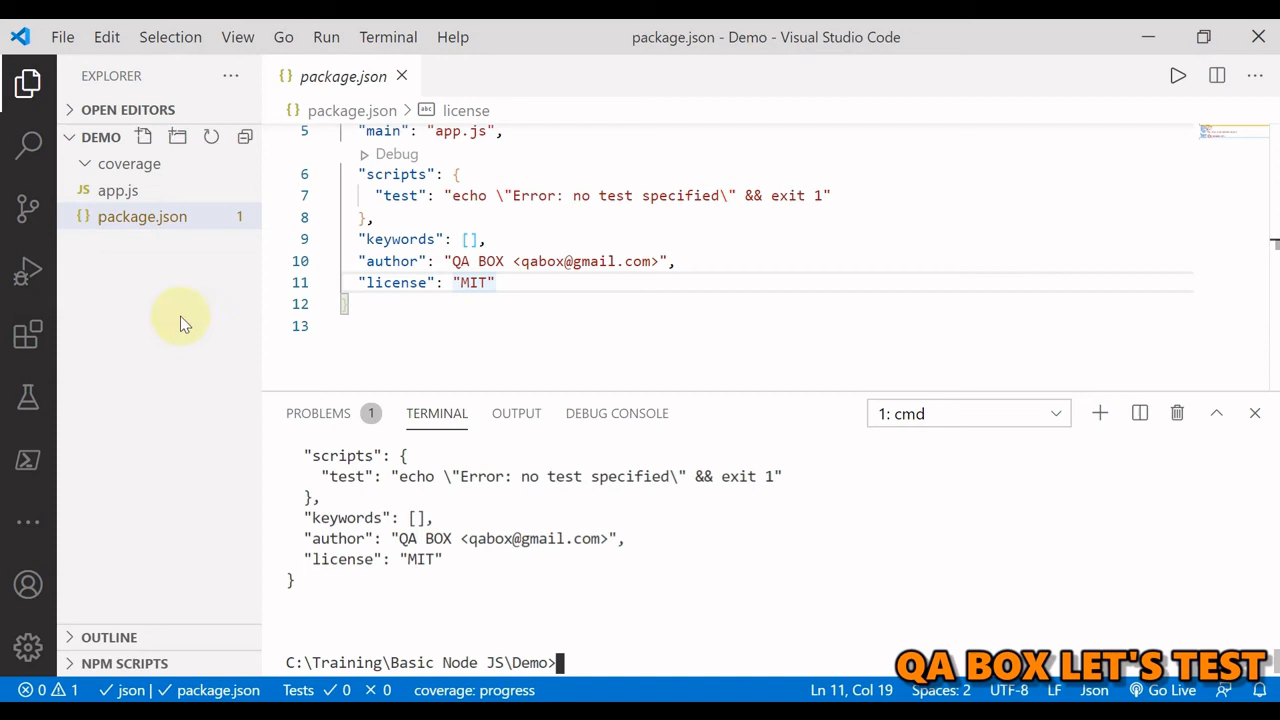 File Edit Selection View Go Run Terminal Help package.json - Demo - Visual Studio Code
EXPLORER
OPEN EDITORS
DEMO
coverage
JS app.js
{} package.json 1
OUTLINE
NPM SCRIPTS
{} package.json
{} package.json > abc license
5 "main": "app.js",
Debug
6 "scripts": {
7 "test": "echo \"Error: no test specified\" && exit 1"
8 },
9 "keywords": [],
10 "author": "QA BOX <qabox@gmail.com>",
11 "license": "MIT"
12 }
13
PROBLEMS 1 TERMINAL OUTPUT DEBUG CONSOLE 1: cmd
"scripts": {
"test": "echo \"Error: no test specified\" && exit 1"
},
"keywords": [],
"author": "QA BOX <qabox@gmail.com>",
"license": "MIT"
}
C:\Training\Basic Node JS\Demo>
QA BOX LET'S TEST
0 1 json | package.json Tests 0 0 coverage: progress Ln 11, Col 19 Spaces: 2 UTF-8 LF Json Go Live